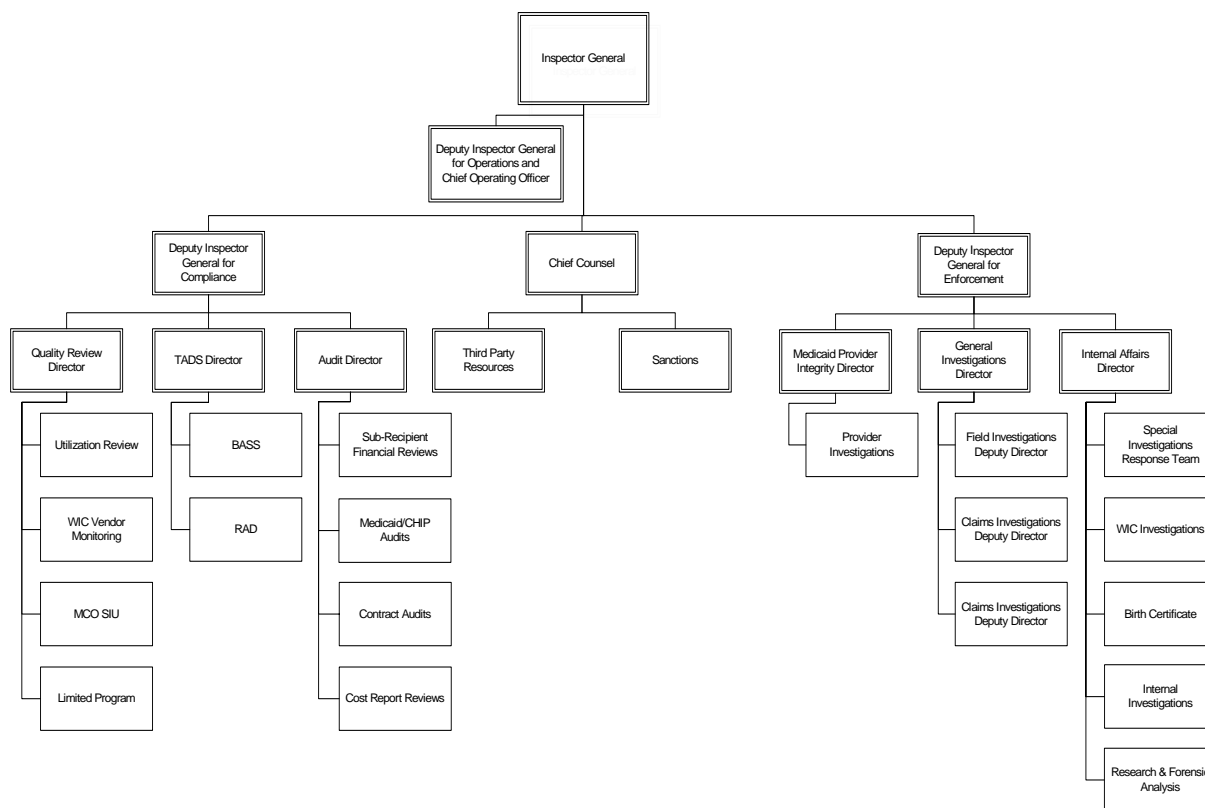 Inspector General
Deputy Inspector General
for Operations and
Chief Operating Officer
Deputy Inspector
General for
Compliance
Chief Counsel
Deputy Inspector
General for
Enforcement
Quality Review
Director
TADS Director
Audit Director
Third Party
Resources
Sanctions
Medicaid Provider
Integrity Director
General
Investigations
Director
Internal Affairs
Director
Utilization Review
WIC Vendor
Monitoring
MCO SIU
Limited Program
BASS
RAD
Sub-Recipient
Financial Reviews
Medicaid/CHIP
Audits
Contract Audits
Cost Report Reviews
Provider
Investigations
Field Investigations
Deputy Director
Claims Investigations
Deputy Director
Claims Investigations
Deputy Director
Special
Investigations
Response Team
WIC Investigations
Birth Certificate
Internal
Investigations
Research & Forensic
Analysis